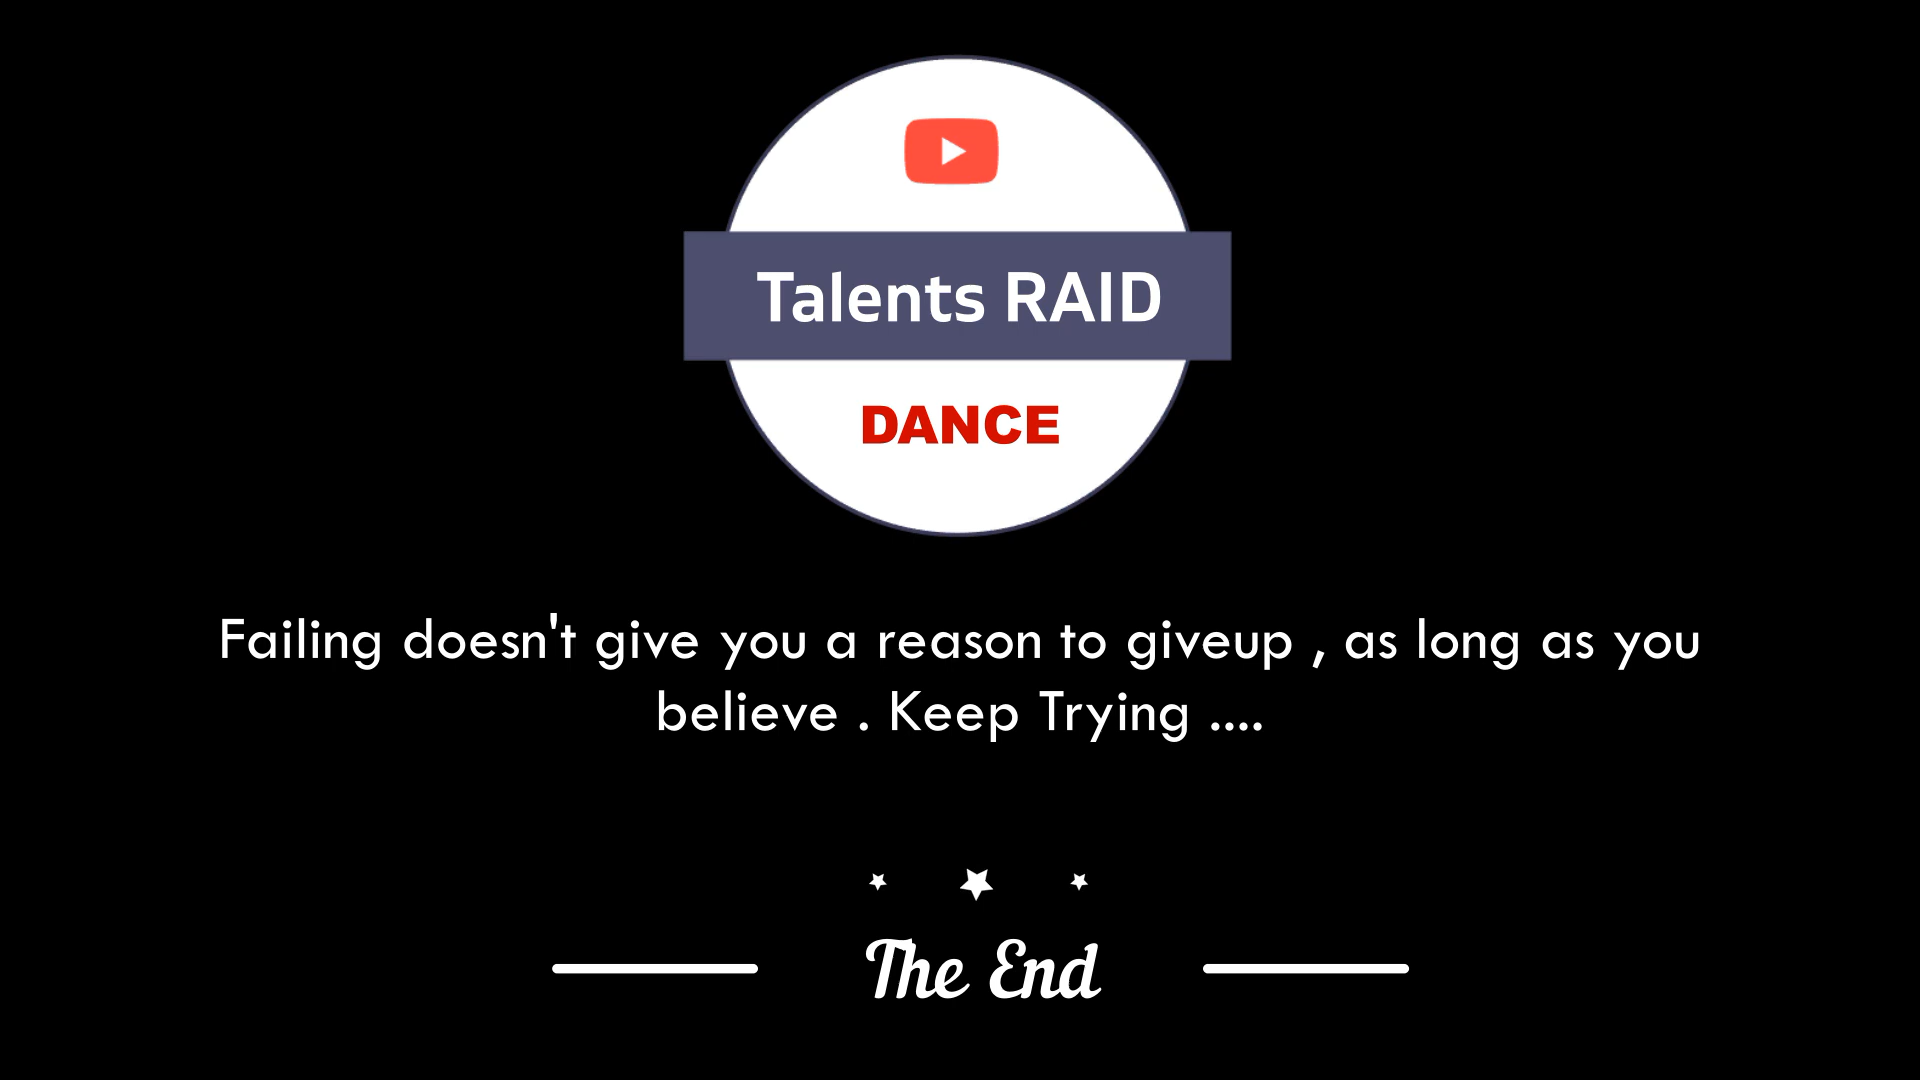 Talents RAID
DANCE
Failing doesn't give you a reason to giveup , as long as you
believe . Keep Trying ....
The End